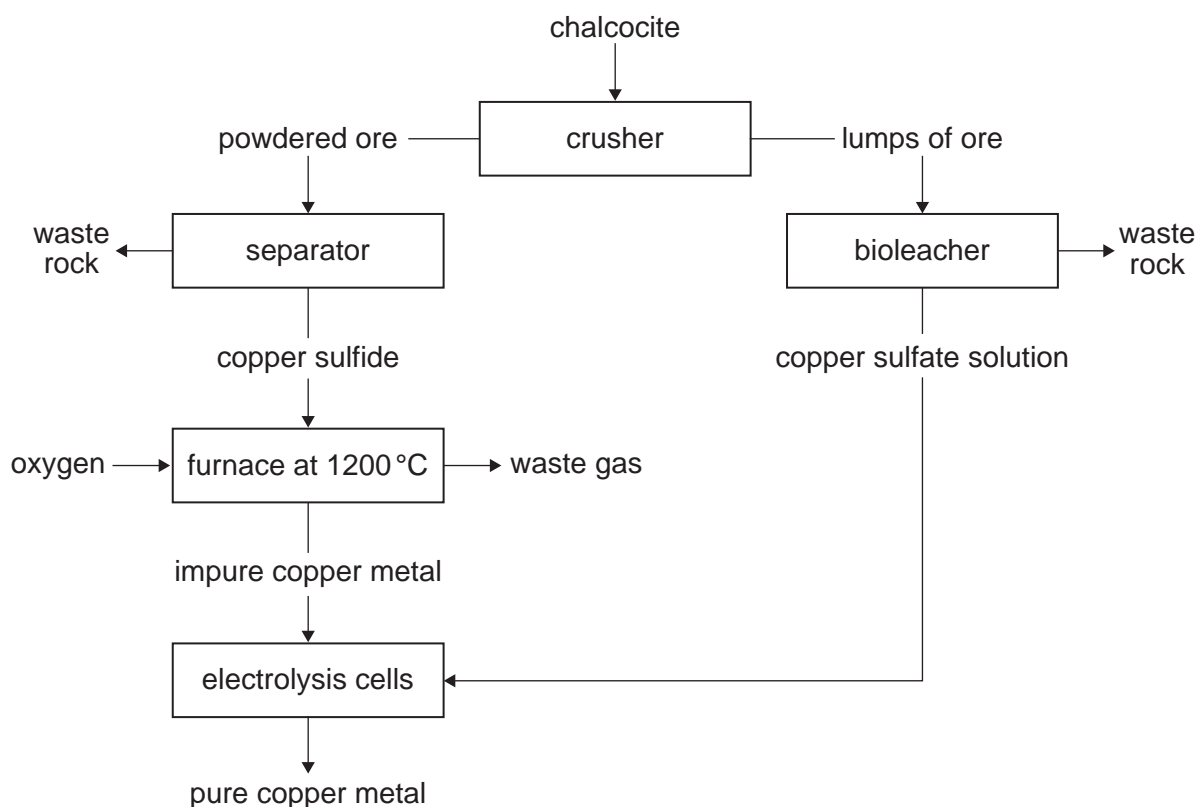 chalcocite
crusher
powdered ore
lumps of ore
waste
rock
separator
bioleacher
waste
rock
copper sulfide
copper sulfate solution
oxygen
furnace at 1200 °C
waste gas
impure copper metal
electrolysis cells
pure copper metal